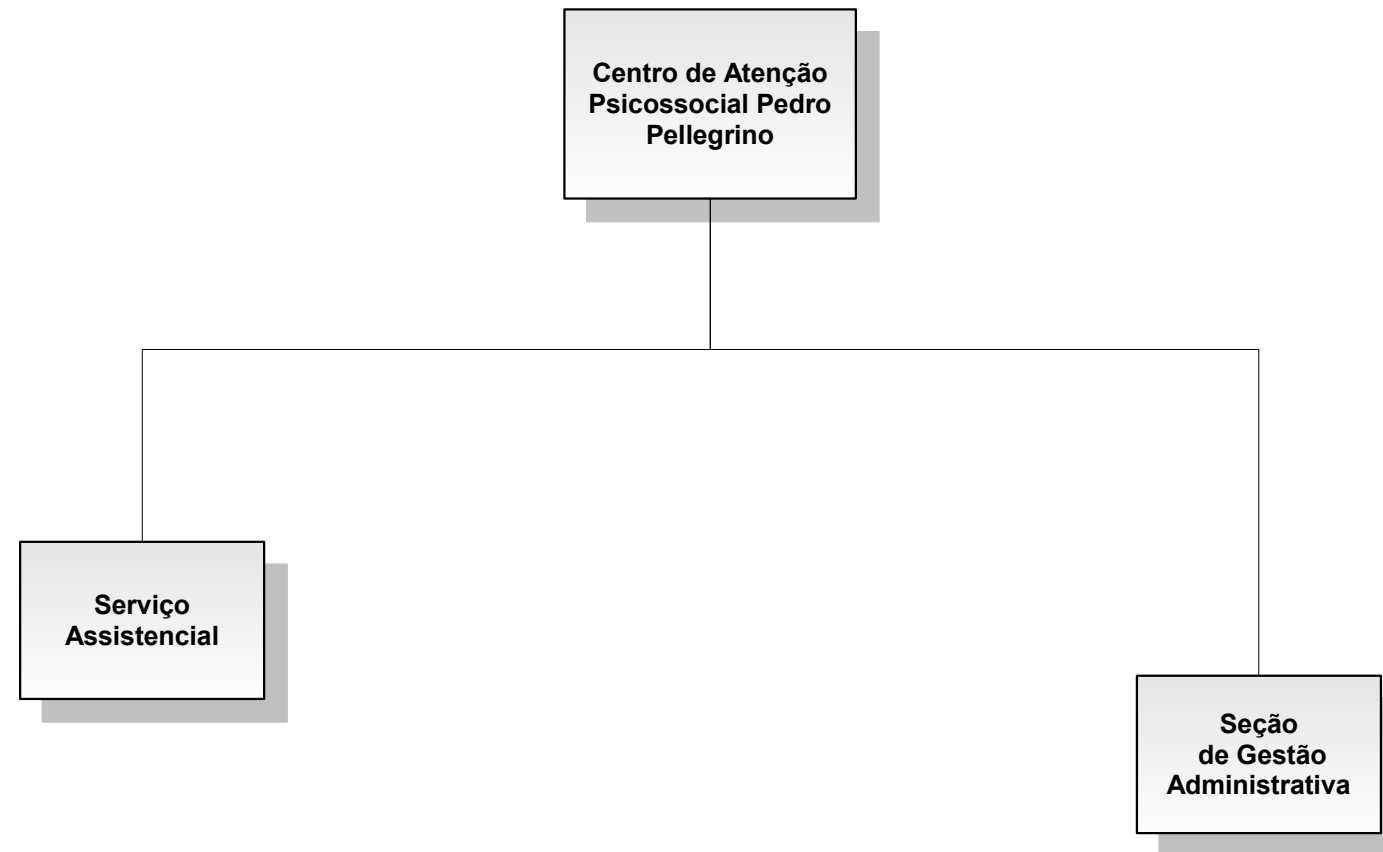 Centro de Atenção
Psicossocial Pedro
Pellegrino
Serviço
Assistencial
Seção
de Gestão
Administrativa